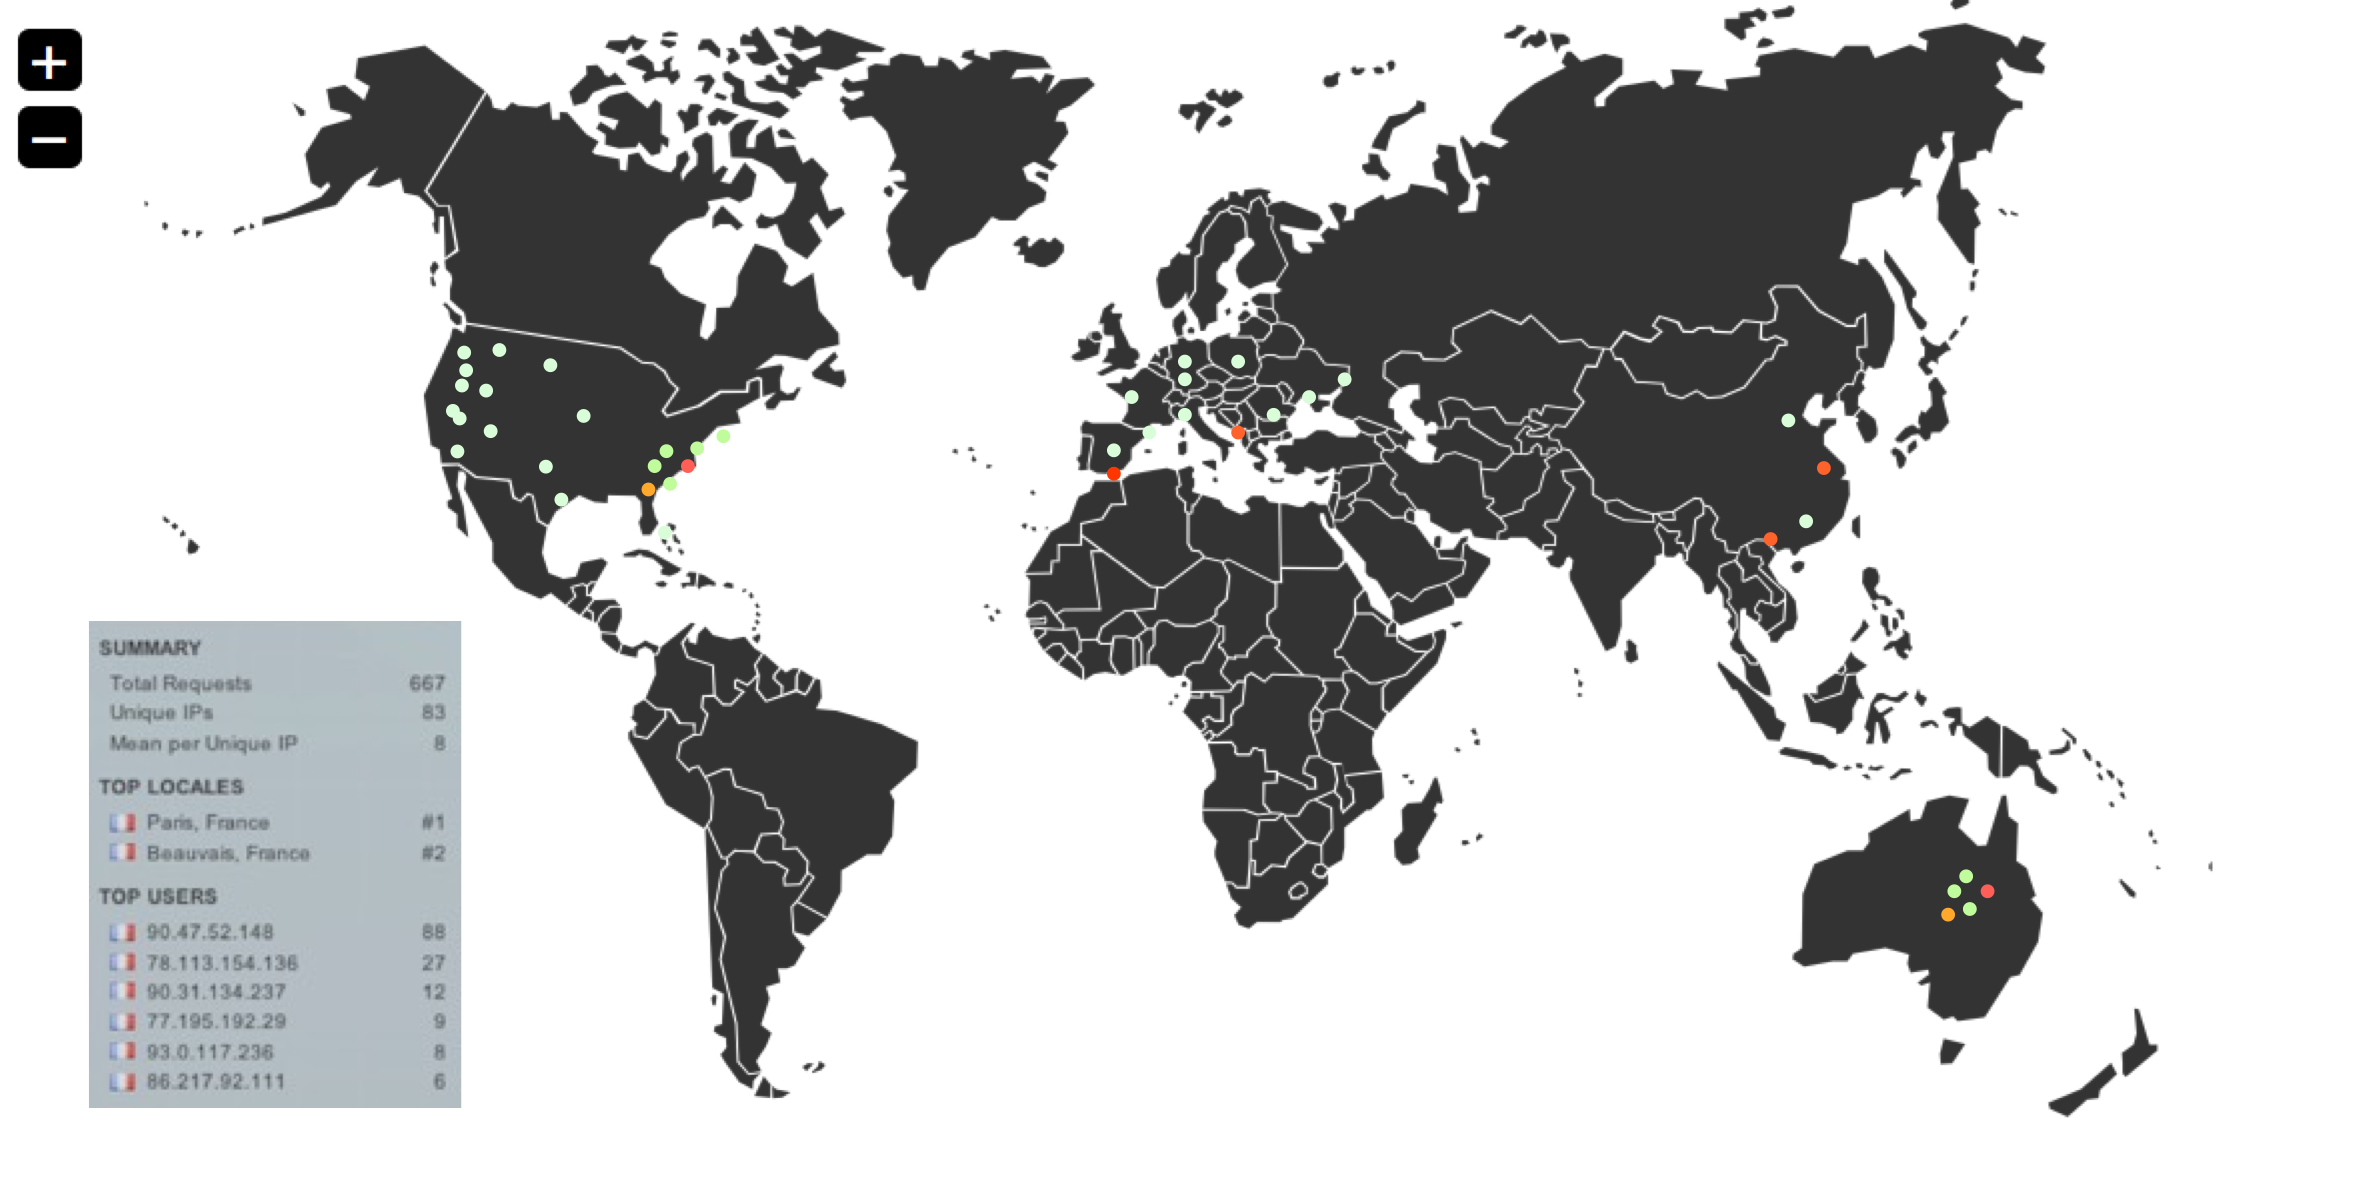 +
−
SUMMARY
Total Requests 667
Unique IPs 83
Mean per Unique IP 8
TOP LOCALES
Paris, France #1
Beauvais, France #2
TOP USERS
90.47.52.148 88
78.113.154.136 27
90.31.134.237 12
77.195.192.29 9
93.0.117.236 8
86.217.92.111 6